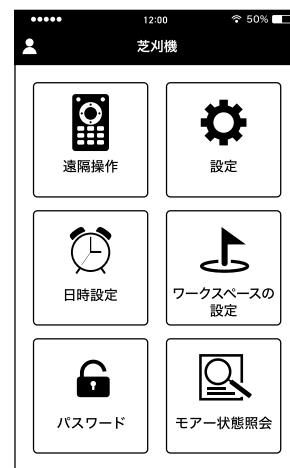 12:00 50%
芝刈機
遠隔操作 設定
日時設定 ワークスペースの
設定
パスワード モアー状態照会